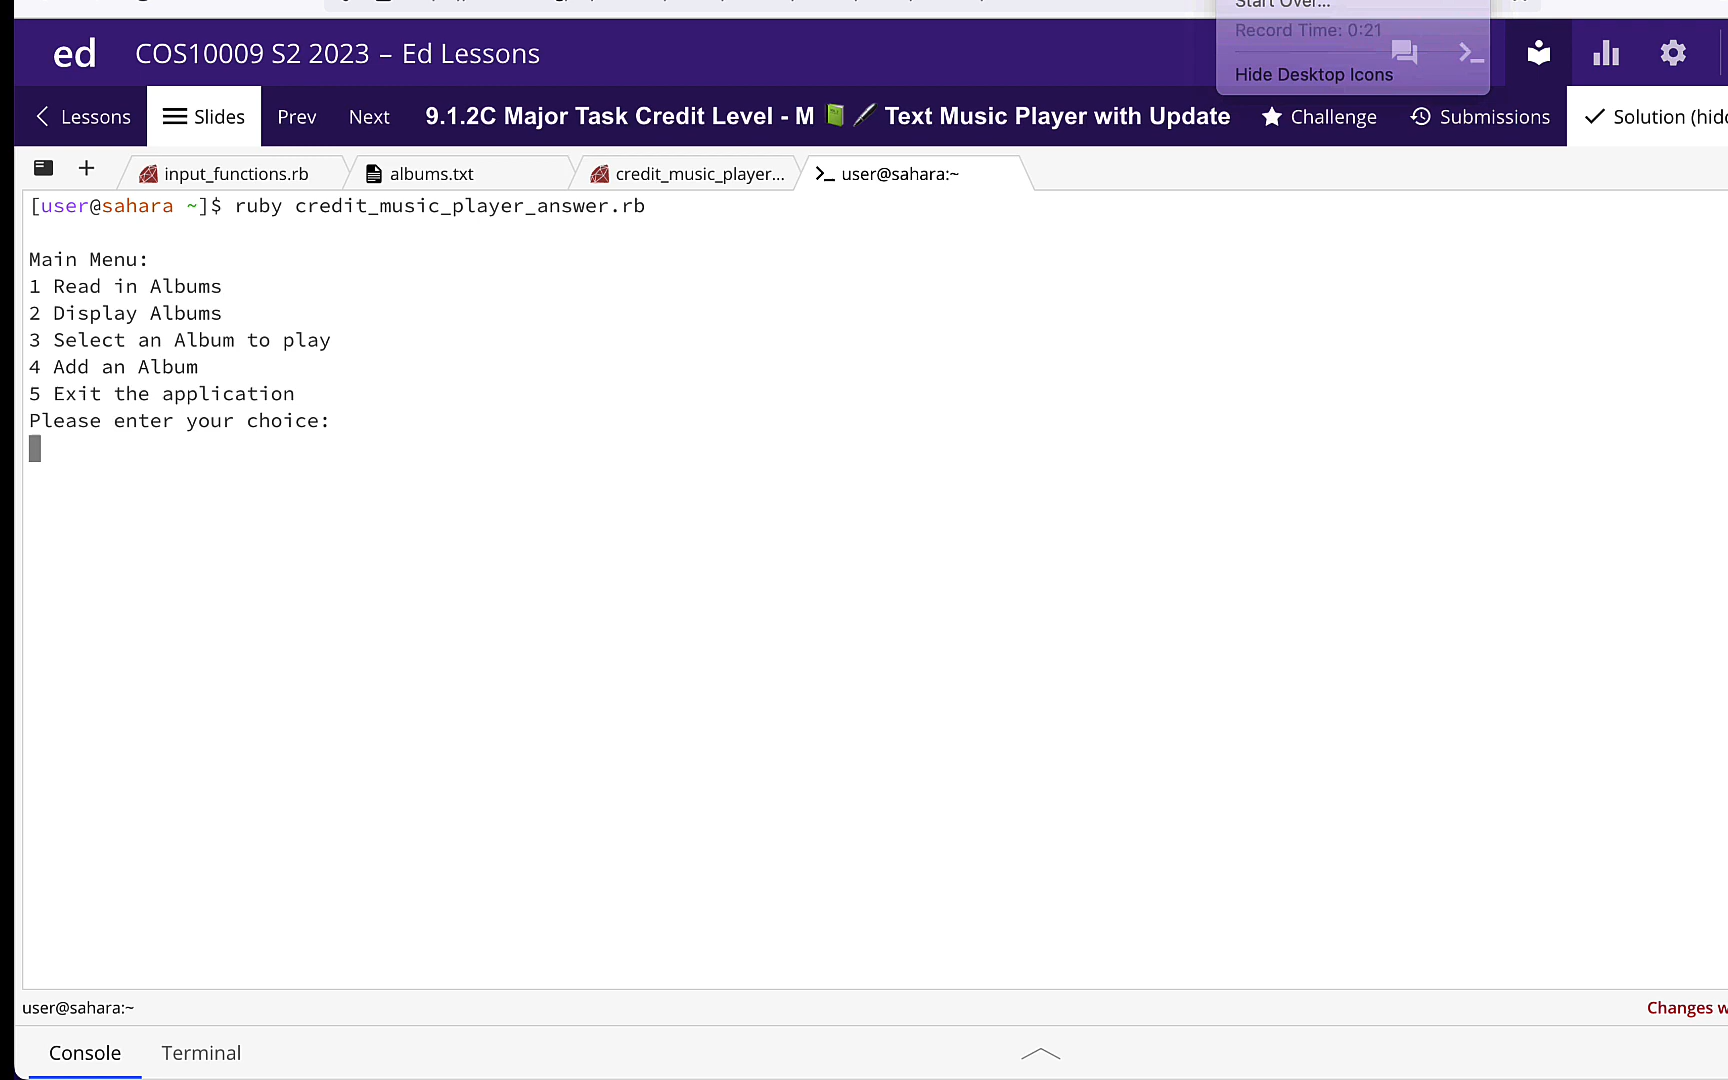 Start Over...
Record Time: 0:21
Hide Desktop Icons
ed COS10009 S2 2023 – Ed Lessons
Lessons Slides Prev Next 9.1.2C Major Task Credit Level - M 📗 🖋 Text Music Player with Update Challenge Submissions Solution (hid
input_functions.rb albums.txt credit_music_player... user@sahara:~
[user@sahara ~]$ ruby credit_music_player_answer.rb
Main Menu:
1 Read in Albums
2 Display Albums
3 Select an Album to play
4 Add an Album
5 Exit the application
Please enter your choice:
user@sahara:~ Changes w
Console Terminal